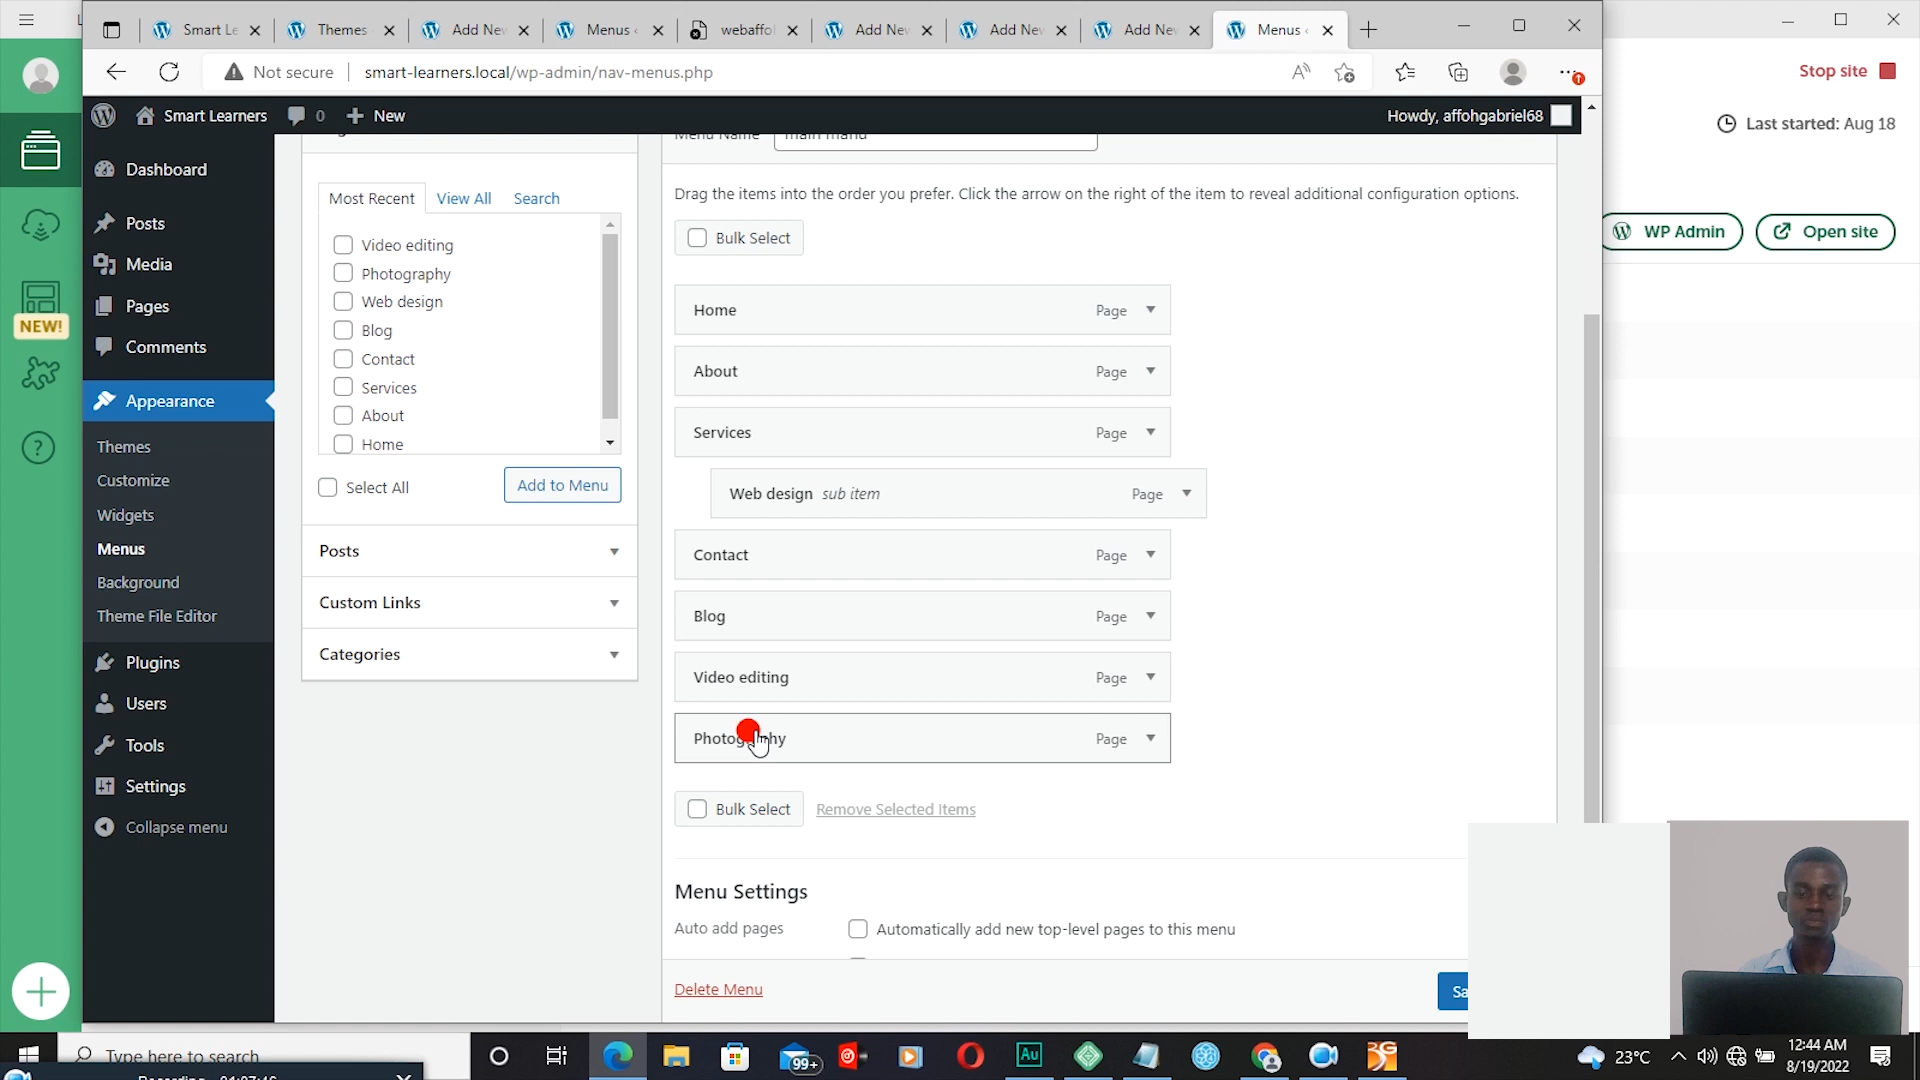 Smart Le
Themes
Add Nev
Menus ‹
webaffo
Add Nev
Add Nev
Add Nev
Menus ‹
Not secure
smart-learners.local/wp-admin/nav-menus.php
Stop site
Smart Learners
0
New
Howdy, affohgabriel68
Last started: Aug 18
WP Admin
Open site
NEW!
Dashboard
Posts
Media
Pages
Comments
Appearance
Themes
Customize
Widgets
Menus
Background
Theme File Editor
Plugins
Users
Tools
Settings
Collapse menu
Most Recent
View All
Search
Video editing
Photography
Web design
Blog
Contact
Services
About
Home
Select All
Add to Menu
Posts
Custom Links
Categories
Menu Name
Drag the items into the order you prefer. Click the arrow on the right of the item to reveal additional configuration options.
Bulk Select
Home Page
About Page
Services Page
Web design sub item Page
Contact Page
Blog Page
Video editing Page
Photography Page
Bulk Select
Remove Selected Items
Menu Settings
Auto add pages
Automatically add new top-level pages to this menu
Delete Menu
Sa
Type here to search
99+
Au
23°C
12:44 AM
8/19/2022